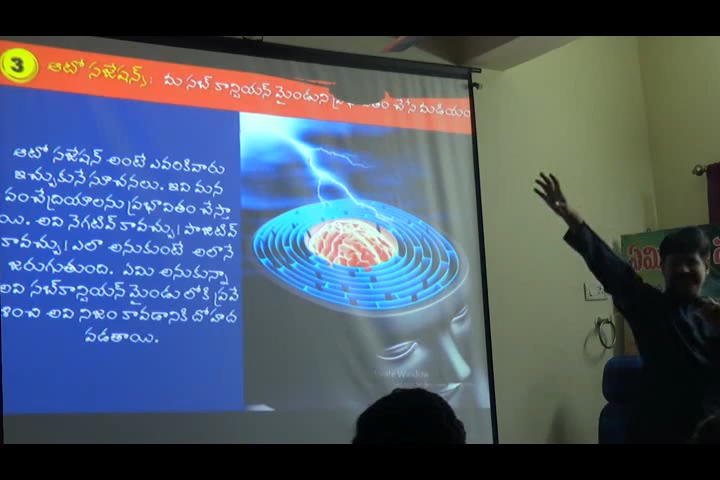 3 ఆటో సజేషన్స్: మీ సబ్ కాన్షియస్ మైండుని ప్రభావితం చేసే మీడియం
ఆటో సజేషన్ అంటే ఎవరికివారు
ఇచ్చుకునే సూచనలు. ఇవి మన
పంచేద్రియాలను ప్రభావితం చేస్తా
యి. అవి నెగటివ్ కావచ్చు। పాజిటివ్
కావచ్చు। ఎలా అనుకుంటే అలానే
జరుగుతుంది. ఏమి అనుకున్నా
అవి సబ్‌కాన్షియస్ మైండు లోకి ప్రవే
శించి అవి నిజం కావడానికి దోహద
పడతాయి.